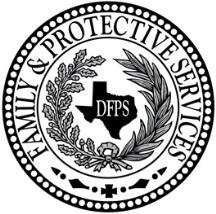 FAMILY & PROTECTIVE SERVICES
DFPS